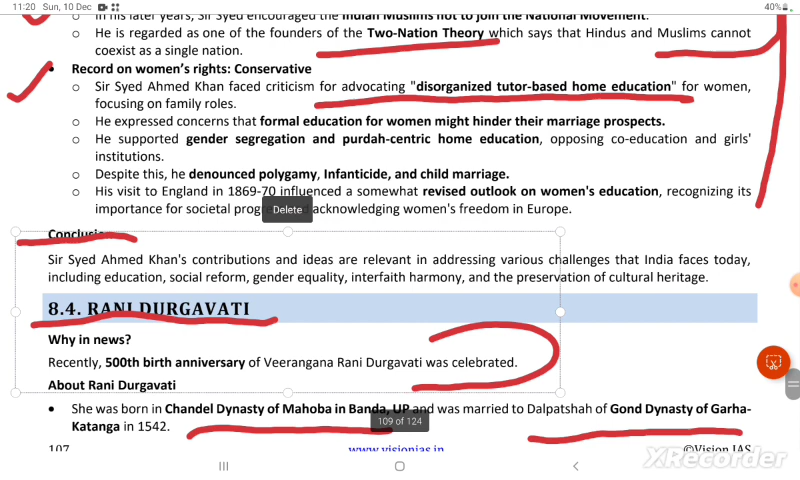 11:20 Sun, 10 Dec 40%
o In his later years, Sir Syed encouraged the Indian Muslims not to join the National Movement.
o He is regarded as one of the founders of the Two-Nation Theory which says that Hindus and Muslims cannot
coexist as a single nation.
• Record on women's rights: Conservative
o Sir Syed Ahmed Khan faced criticism for advocating "disorganized tutor-based home education" for women,
focusing on family roles.
o He expressed concerns that formal education for women might hinder their marriage prospects.
o He supported gender segregation and purdah-centric home education, opposing co-education and girls'
institutions.
o Despite this, he denounced polygamy, Infanticide, and child marriage.
o His visit to England in 1869-70 influenced a somewhat revised outlook on women's education, recognizing its
importance for societal prog acknowledging women's freedom in Europe.
Delete
Conclusion
Sir Syed Ahmed Khan's contributions and ideas are relevant in addressing various challenges that India faces today,
including education, social reform, gender equality, interfaith harmony, and the preservation of cultural heritage.
8.4. RANI DURGAVATI
Why in news?
Recently, 500th birth anniversary of Veerangana Rani Durgavati was celebrated.
About Rani Durgavati
• She was born in Chandel Dynasty of Mahoba in Banda, UP and was married to Dalpatshah of Gond Dynasty of Garha-
Katanga in 1542.
109 of 124
107 www.visionias.in ©Vision IAS
XRecorder